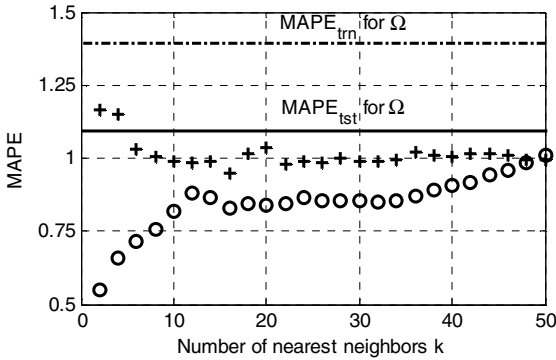 1.5
MAPE_trn for Ω
1.25
MAPE_tst for Ω
1
0.75
0.5
MAPE
0 10 20 30 40 50
Number of nearest neighbors k